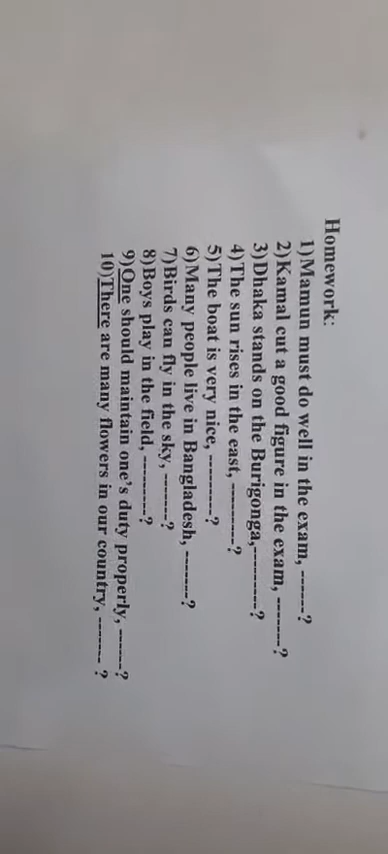 Homework:
1)Mamun must do well in the exam, ------?
2)Kamal cut a good figure in the exam, ------?
3)Dhaka stands on the Burigonga,--------?
4)The sun rises in the east, -------?
5)The boat is very nice, -------?
6)Many people live in Bangladesh, ------?
7)Birds can fly in the sky, ------?
8)Boys play in the field, -------?
9)One should maintain one's duty properly, -----?
10)There are many flowers in our country, ------ ?